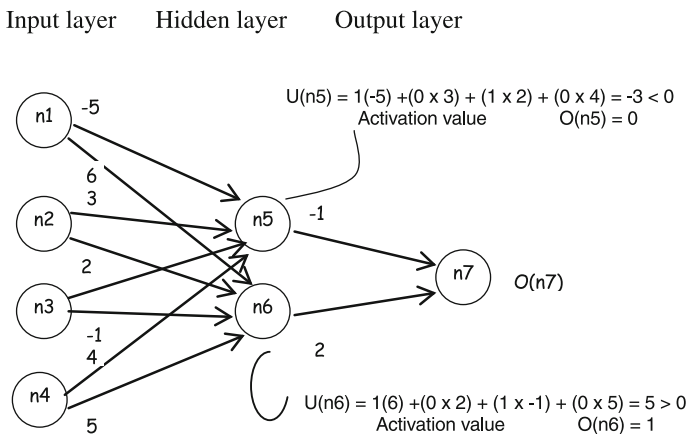 Input layer Hidden layer Output layer
U(n5) = 1(-5) +(0 x 3) + (1 x 2) + (0 x 4) = -3 < 0
Activation value O(n5) = 0
n1
-5
6
3
n2
n5
-1
2
n7
O(n7)
n3
n6
-1
4
2
n4
5
U(n6) = 1(6) +(0 x 2) + (1 x -1) + (0 x 5) = 5 > 0
Activation value O(n6) = 1